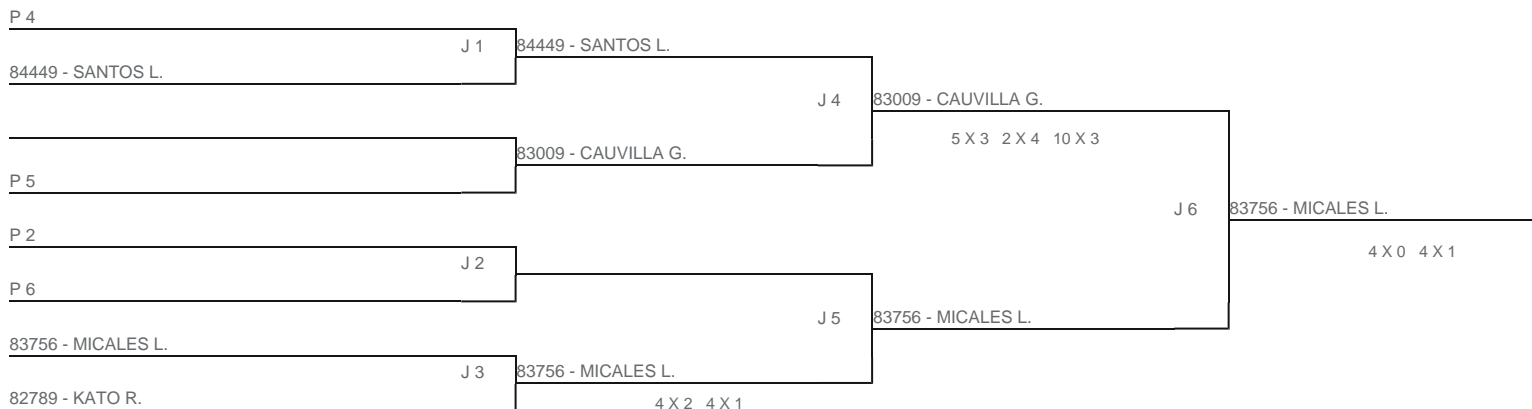 P 4
J 1
84449 - SANTOS L.
84449 - SANTOS L.
J 4
83009 - CAUVILLA G.
5 X 3 2 X 4 10 X 3
83009 - CAUVILLA G.
P 5
J 6
83756 - MICALES L.
4 X 0 4 X 1
P 2
J 2
P 6
J 5
83756 - MICALES L.
83756 - MICALES L.
J 3
83756 - MICALES L.
82789 - KATO R.
4 X 2 4 X 1